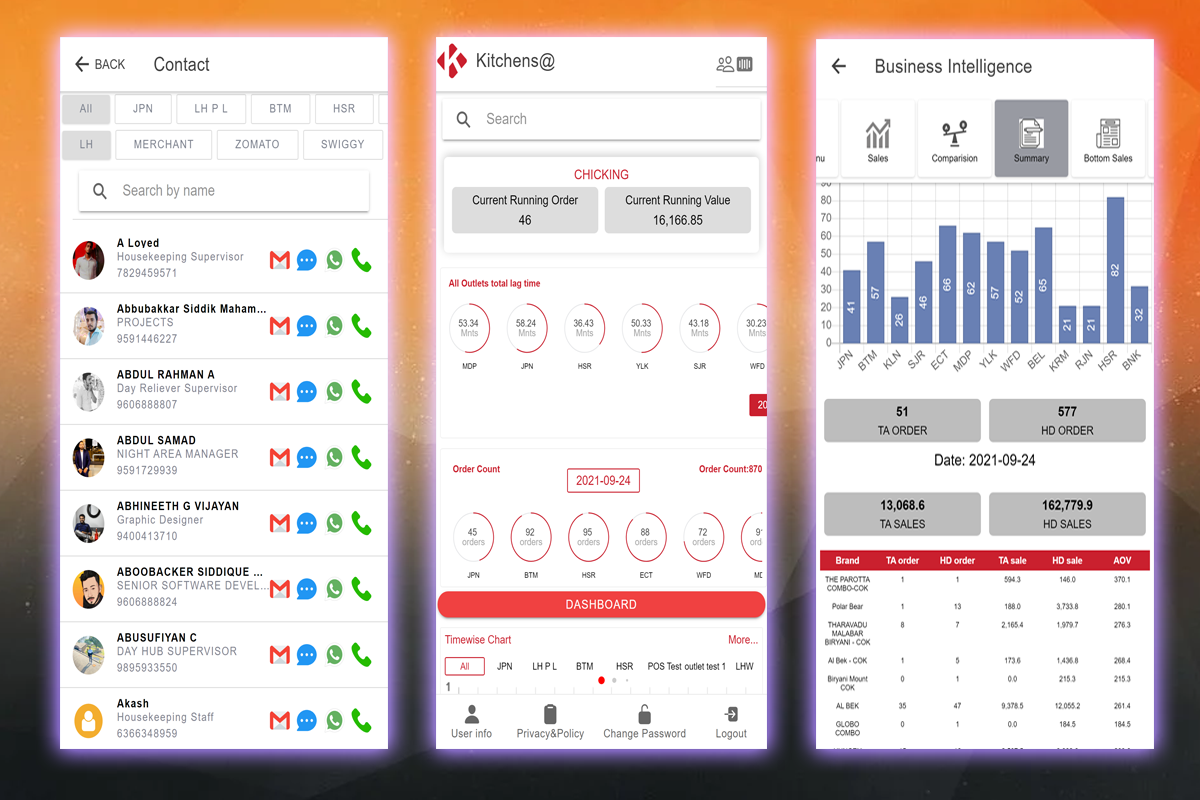 BACK Contact
All JPN LH P L BTM HSR
LH MERCHANT ZOMATO SWIGGY
Search by name
A Loyed
Housekeeping Supervisor
7829459571
Abbubakkar Siddik Maham...
PROJECTS
9591446227
ABDUL RAHMAN A
Day Reliever Supervisor
9606888807
ABDUL SAMAD
NIGHT AREA MANAGER
9591729939
ABHINEETH G VIJAYAN
Graphic Designer
9400413710
ABOOBACKER SIDDIQUE ...
SENIOR SOFTWARE DEVEL...
9606888824
ABUSUFIYAN C
DAY HUB SUPERVISOR
9895933550
Akash
Housekeeping Staff
6366348959
Kitchens@
Search
CHICKING
Current Running Order Current Running Value
46 16,166.85
All Outlets total lag time
53.34 58.24 36.43 50.33 43.18 30.23
Mnts Mnts Mnts Mnts Mnts Mnts
MDP JPN HSR YLK SJR WFD
20
Order Count 2021-09-24 Order Count:870
45 92 95 88 72 9
orders orders orders orders orders ord
JPN BTM HSR ECT WFD
DASHBOARD
Timewise Chart More...
All JPN LH P L BTM HSR POS Test outlet test 1 LHW
1
User info Privacy&Policy Change Password Logout
Business Intelligence
nu Sales Comparision Summary Bottom Sales
90
80
70
60
50
40
30
20
10
0
41 57 26 46 66 62 57 52 65 21 21 82 32
JPN BTM KLN SJR ECT MDP YLK WFD BEL KRM RJN HSR BNK
51 577
TA ORDER HD ORDER
Date: 2021-09-24
13,068.6 162,779.9
TA SALES HD SALES
Brand TA order HD order TA sale HD sale AOV
THE PAROTTA 1 1 594.3 146.0 370.1
COMBO-COK
Polar Bear 1 13 188.0 3,733.8 280.1
THARAVADU 8 7 2,165.4 1,979.7 276.3
MALABAR
BIRYANI - COK
Al Bek - COK 1 5 173.6 1,436.8 268.4
Biryani Mount 0 1 0.0 215.3 215.3
COK
AL BEK 35 47 9,378.5 12,055.2 261.4
GLOBO 0 1 0.0 184.5 184.5
COMBO